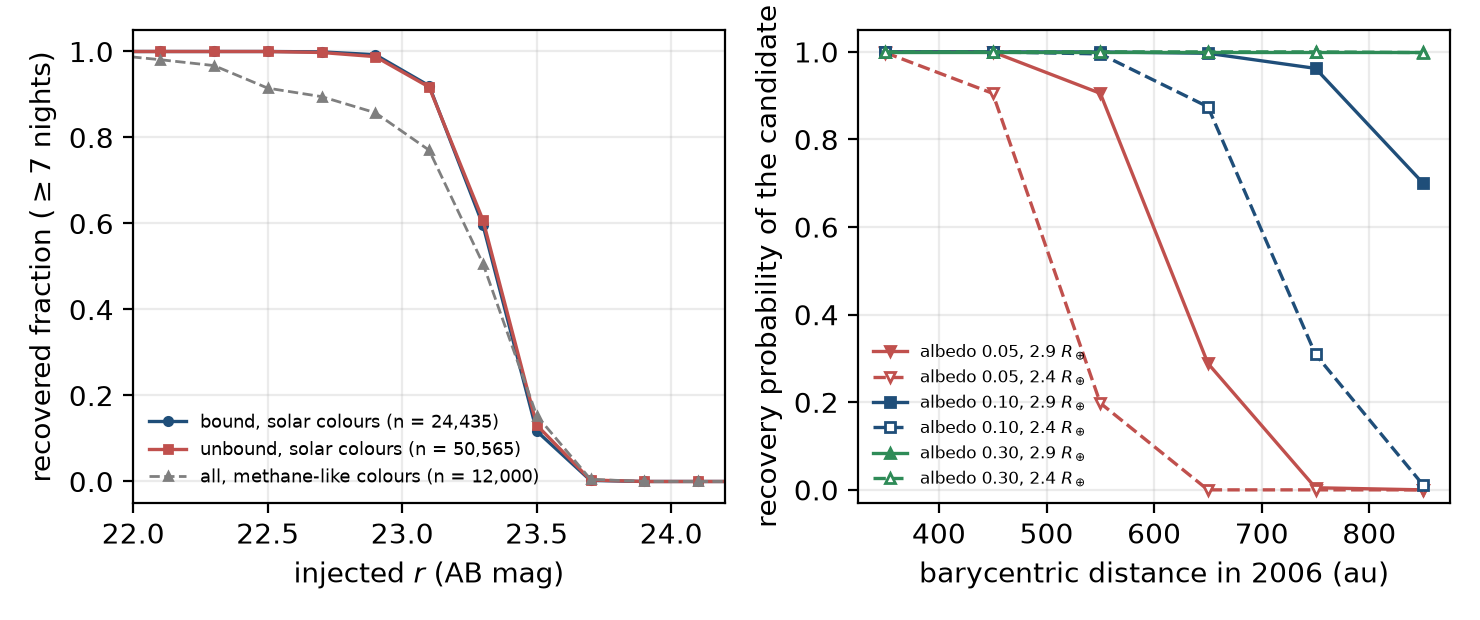 recovered fraction ( ≥ 7 nights)
1.0
0.8
0.6
0.4
0.2
0.0
bound, solar colours (n = 24,435)
unbound, solar colours (n = 50,565)
all, methane-like colours (n = 12,000)
22.0 22.5 23.0 23.5 24.0
injected r (AB mag)
recovery probability of the candidate
1.0
0.8
0.6
0.4
0.2
0.0
albedo 0.05, 2.9 R⊕
albedo 0.05, 2.4 R⊕
albedo 0.10, 2.9 R⊕
albedo 0.10, 2.4 R⊕
albedo 0.30, 2.9 R⊕
albedo 0.30, 2.4 R⊕
400 500 600 700 800
barycentric distance in 2006 (au)